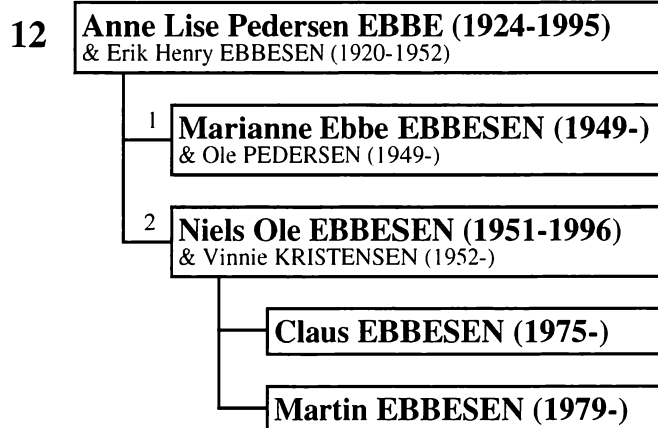 12
Anne Lise Pedersen EBBE (1924-1995)
& Erik Henry EBBESEN (1920-1952)
1
Marianne Ebbe EBBESEN (1949-)
& Ole PEDERSEN (1949-)
2
Niels Ole EBBESEN (1951-1996)
& Vinnie KRISTENSEN (1952-)
Claus EBBESEN (1975-)
Martin EBBESEN (1979-)